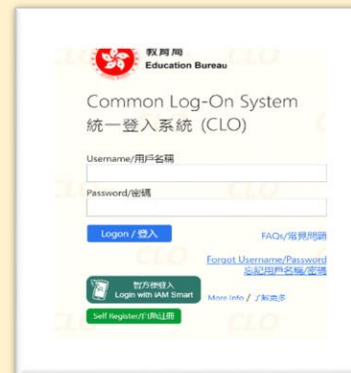 教育局
Education Bureau
CLO
Common Log-On System
統一登入系統 (CLO)
Username/用戶名稱
Password/密碼
Logon / 登入
FAQs/常見問題
Forgot Username/Password
忘記用戶名稱/密碼
智方便登入
Login with iAM Smart
More Info / 了解更多
Self Register/自助註冊
CLO